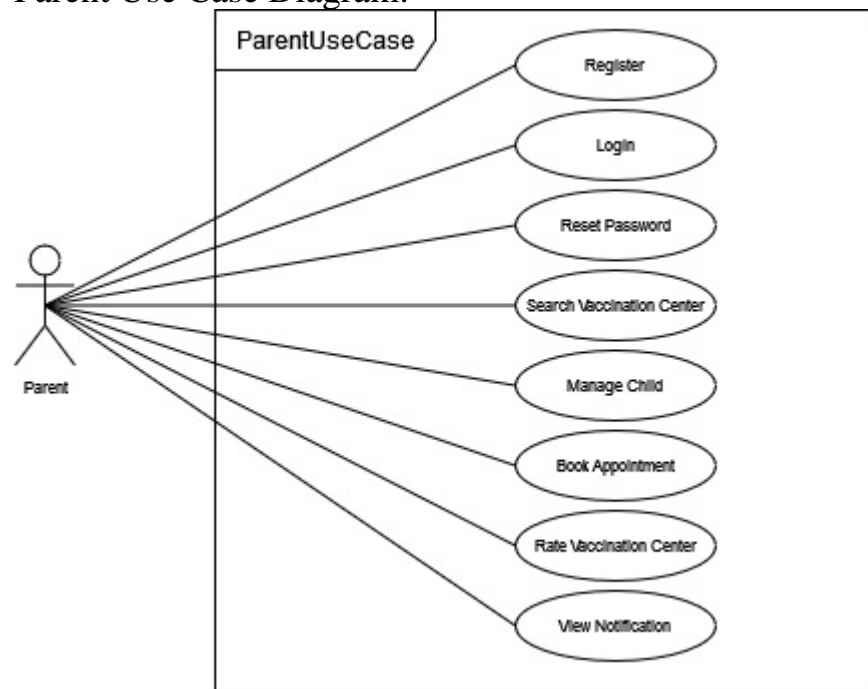 Parent Use Case Diagram:
ParentUseCase
Register
Login
Reset Password
Search Vaccination Center
Manage Child
Parent
Book Appointment
Rate Vaccination Center
View Notification